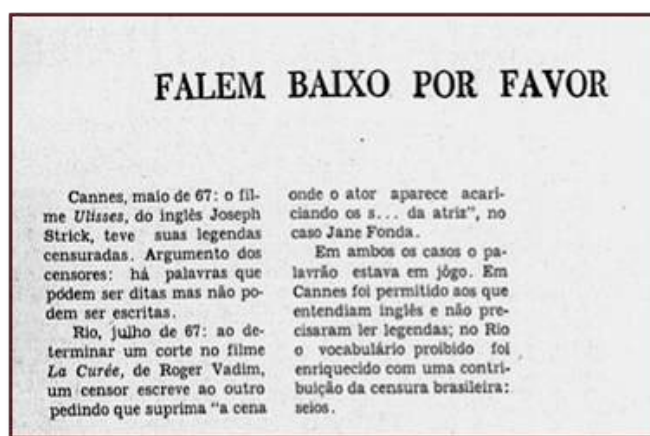 FALEM BAIXO POR FAVOR
Cannes, maio de 67: o fil-
me Ulisses, do inglês Joseph
Strick, teve suas legendas
censuradas. Argumento dos
censores: há palavras que
pódem ser ditas mas não po-
dem ser escritas.
Rio, julho de 67: ao de-
terminar um corte no filme
La Curée, de Roger Vadim,
um censor escreve ao outro
pedindo que suprima "a cena
onde o ator aparece acari-
ciando os s... da atriz", no
caso Jane Fonda.
Em ambos os casos o pa-
lavrão estava em jôgo. Em
Cannes foi permitido aos que
entendiam inglês e não pre-
cisaram ler legendas; no Rio
o vocabulário proibido foi
enriquecido com uma contri-
buição da censura brasileira:
seios.